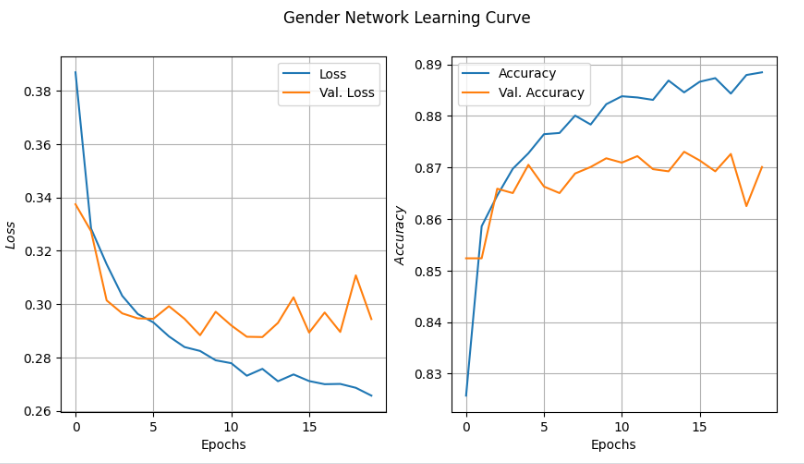 Gender Network Learning Curve
Loss
Val. Loss
0.38
0.36
0.34
0.32
0.30
0.28
0.26
Loss
0 5 10 15
Epochs
Accuracy
Val. Accuracy
0.89
0.88
0.87
0.86
0.85
0.84
0.83
Accuracy
0 5 10 15
Epochs